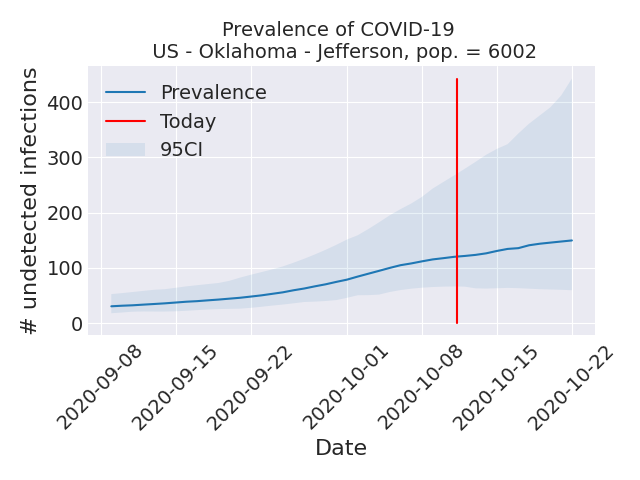 Prevalence of COVID-19
US - Oklahoma - Jefferson, pop. = 6002
# undetected infections
400
300
200
100
0
Prevalence
Today
95CI
2020-09-08
2020-09-15
2020-09-22
2020-10-01
2020-10-08
2020-10-15
2020-10-22
Date